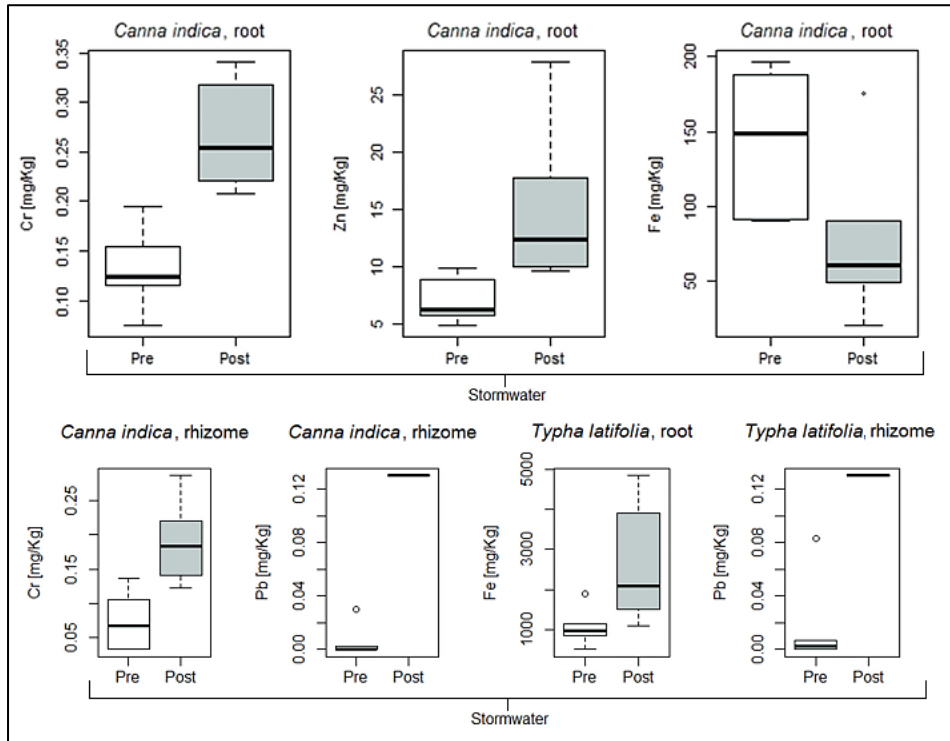 Canna indica, root
Canna indica, root
Canna indica, root
Cr [mg/Kg]
0.35
0.30
0.25
0.20
0.15
0.10
Pre Post
Zn [mg/Kg]
25
20
15
10
5
Pre Post
Fe [mg/Kg]
200
150
100
50
Pre Post
Stormwater
Canna indica, rhizome
Canna indica, rhizome
Typha latifolia, root
Typha latifolia, rhizome
Cr [mg/Kg]
0.25
0.15
0.05
Pre Post
Pb [mg/Kg]
0.12
0.08
0.04
0.00
Pre Post
Fe [mg/Kg]
5000
3000
1000
Pre Post
Pb [mg/Kg]
0.12
0.08
0.04
0.00
Pre Post
Stormwater